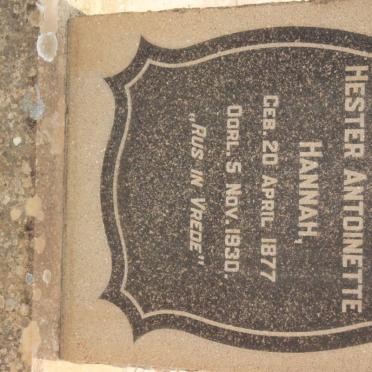 HESTER ANTOINETTE
HANNAH,
GEB. 20 APRIL 1877
OORL. 5 NOV. 1930.
„RUS IN VREDE."